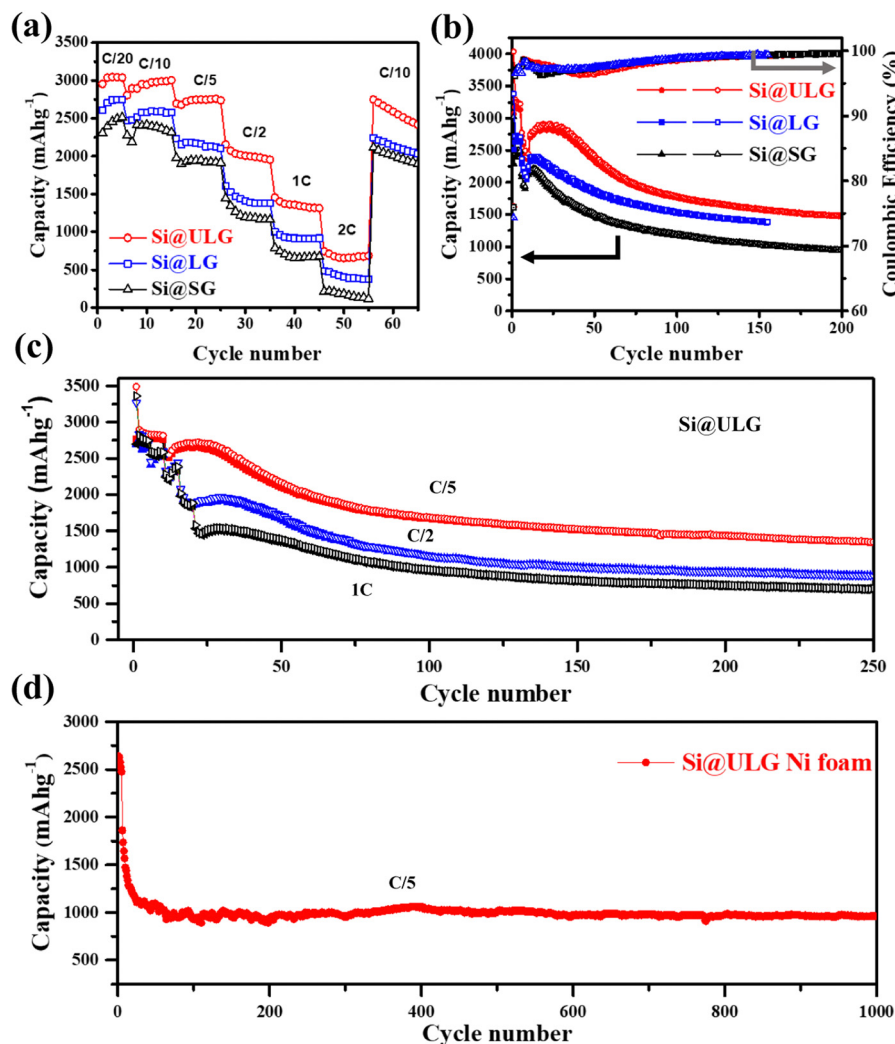 (a)
3500
3000
2500
2000
1500
1000
500
0
Capacity (mAhg-1)
C/20
C/10
C/5
C/2
1C
2C
C/10
Si@ULG
Si@LG
Si@SG
0 10 20 30 40 50 60
Cycle number
(b)
4000
3500
3000
2500
2000
1500
1000
500
0
Capacity (mAhg-1)
Si@ULG
Si@LG
Si@SG
100
90
80
70
60
Coulombic Efficiency (%)
0 50 100 150 200
Cycle number
(c)
3500
3000
2500
2000
1500
1000
500
0
Capacity (mAhg-1)
Si@ULG
C/5
C/2
1C
0 50 100 150 200 250
Cycle number
(d)
3000
2500
2000
1500
1000
500
Capacity (mAhg-1)
Si@ULG Ni foam
C/5
0 200 400 600 800 1000
Cycle number